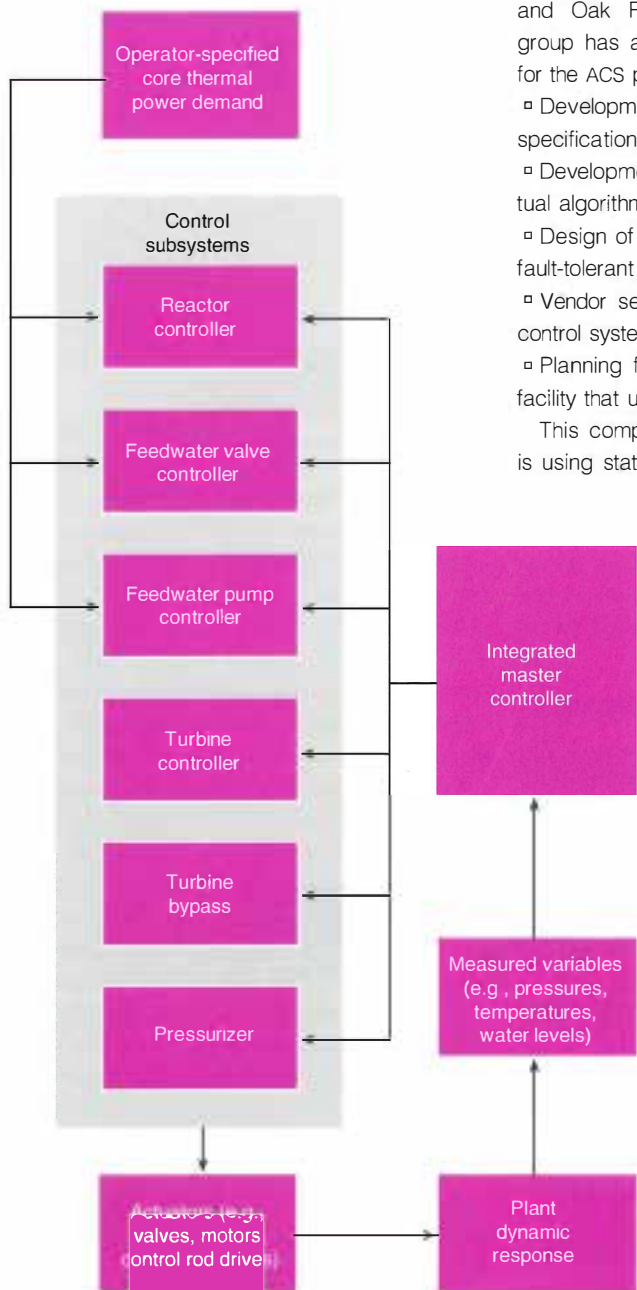 Operator-specified
core thermal
power demand
Control
subsystems
Reactor
controller
Feedwater valve
controller
Feedwater pump
controller
Turbine
controller
Turbine
bypass
Pressurizer
Actuators (e.g.,
valves, motors
control rod drives)
Integrated
master
controller
Measured variables
(e.g , pressures,
temperatures,
water levels)
Plant
dynamic
response
and Oak
group has
for the ACS
▫ Developm
specification
▫ Developme
tual algorithm
▫ Design of
fault-tolerant
▫ Vendor se
control syste
▫ Planning f
facility that u
This comp
is using stat